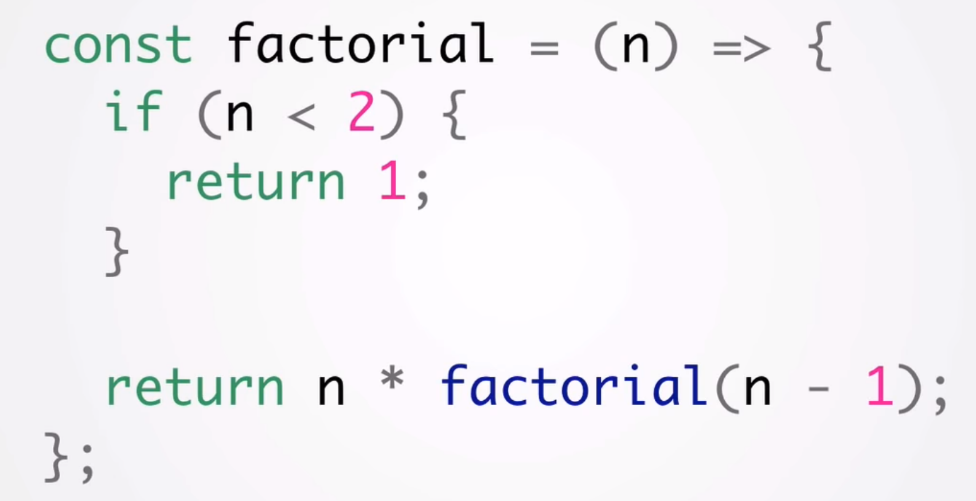 const factorial = (n) => {
  if (n < 2) {
    return 1;
  }

  return n * factorial(n - 1);
};